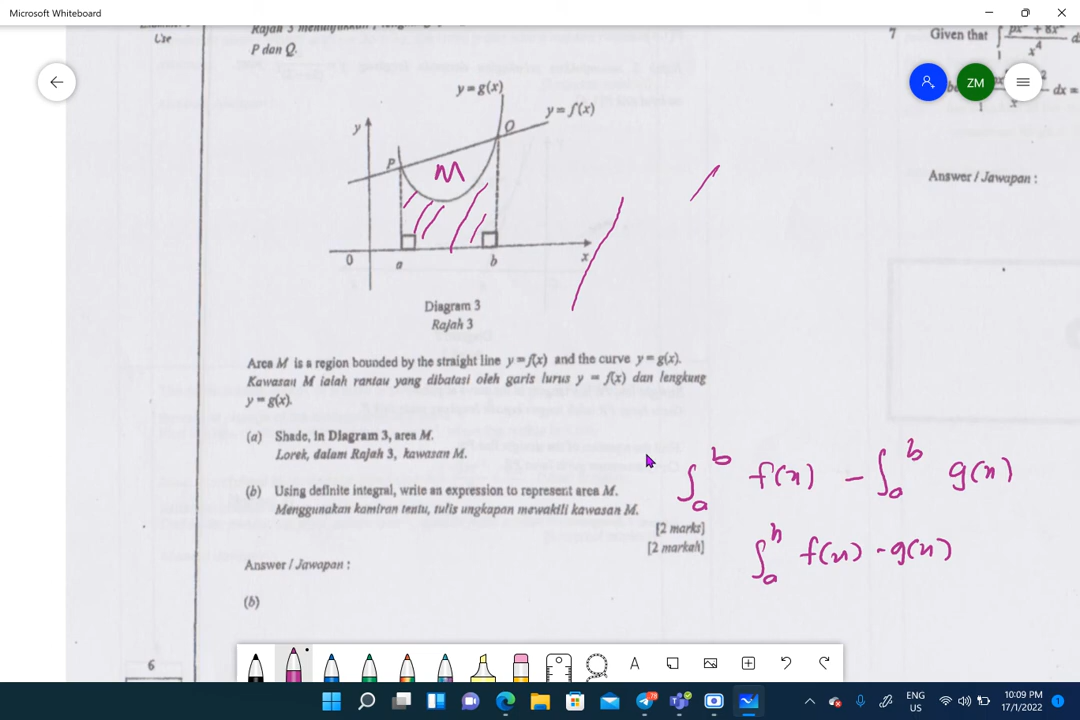 Microsoft Whiteboard
Use
P dan Q.
7 Given that
dx =
ZM
y = g(x)
y = f(x)
y
P
Q
M
0
a
b
x
Answer / Jawapan :
Diagram 3
Rajah 3
Area M is a region bounded by the straight line y = f(x) and the curve y = g(x).
Kawasan M ialah rantau yang dibatasi oleh garis lurus y = f(x) dan lengkung
y = g(x).
(a) Shade, in Diagram 3, area M.
Lorek, dalam Rajah 3, kawasan M.
∫ₐᵇ f(x) - ∫ₐᵇ g(x)
(b) Using definite integral, write an expression to represent area M.
Menggunakan kamiran tentu, tulis ungkapan mewakili kawasan M.
[2 marks]
[2 markah]
∫ₐᵇ f(x) - g(x)
Answer / Jawapan :
(b)
6
A
ENG
US
10:09 PM
17/1/2022